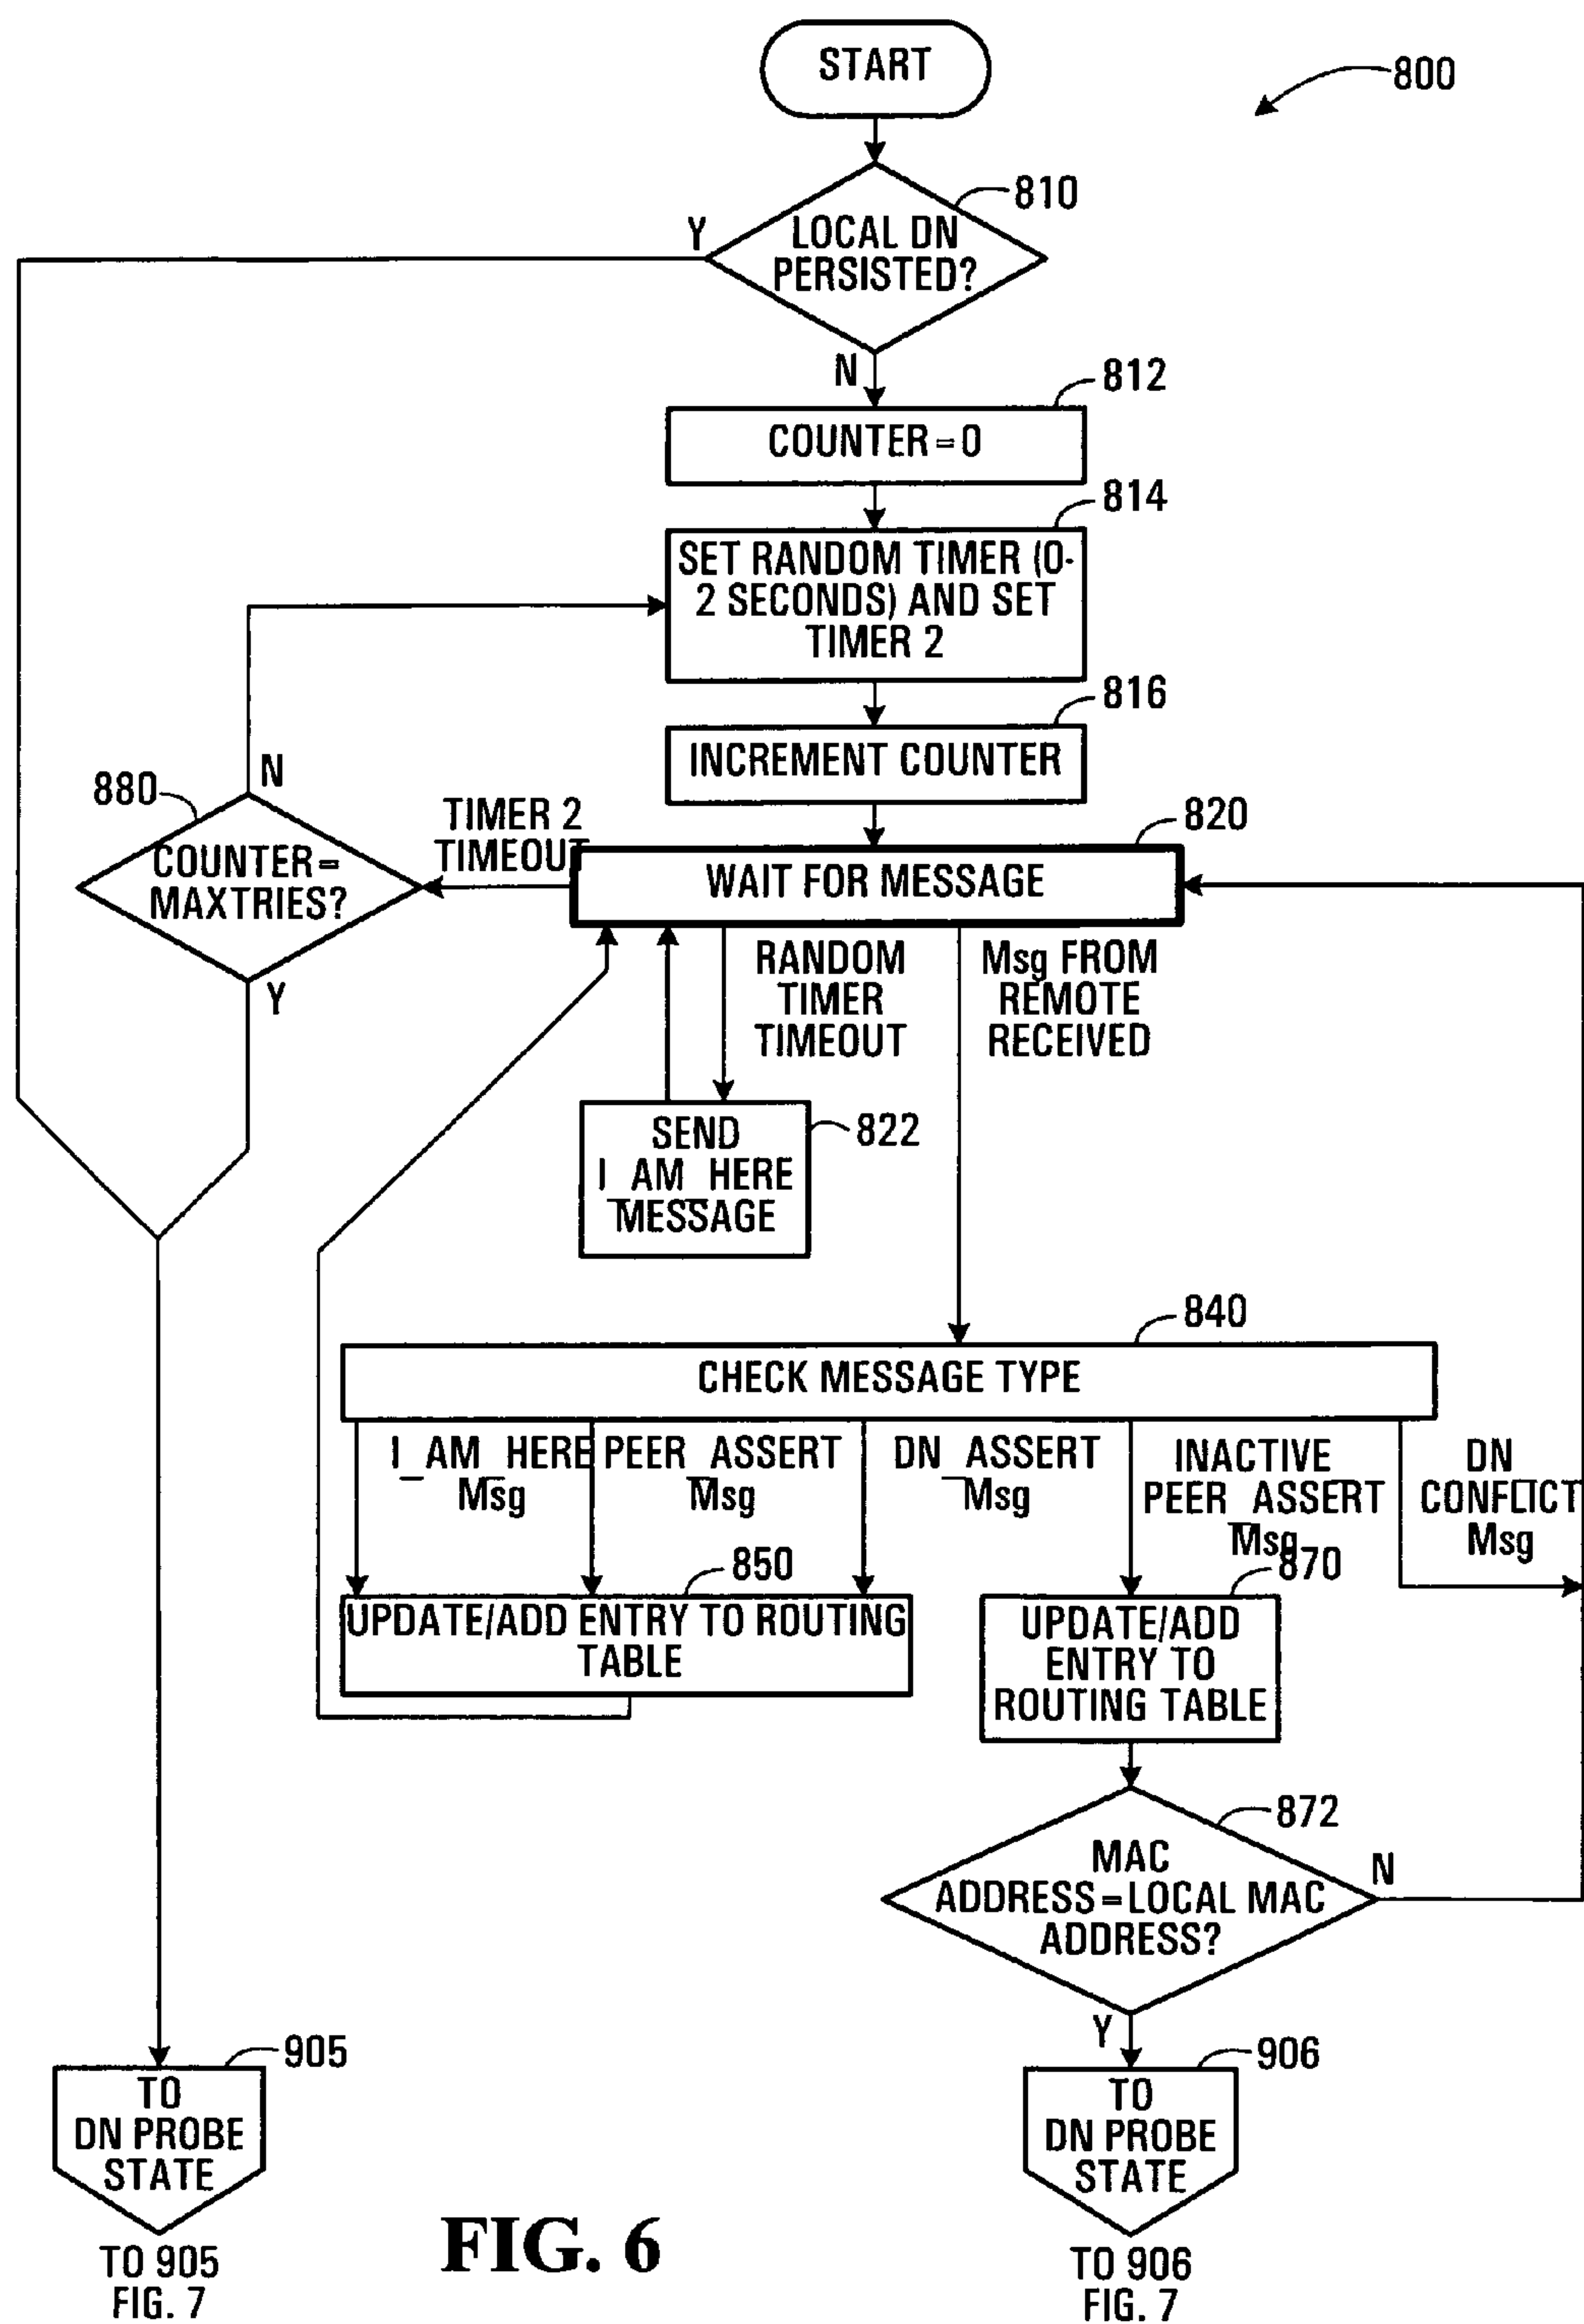 START
800
810
Y
LOCAL DN
PERSISTED?
N
812
COUNTER = 0
814
SET RANDOM TIMER (0-
2 SECONDS) AND SET
TIMER 2
816
INCREMENT COUNTER
N
880
COUNTER =
MAXTRIES?
Y
TIMER 2
TIMEOUT
820
WAIT FOR MESSAGE
RANDOM
TIMER
TIMEOUT
Msg FROM
REMOTE
RECEIVED
SEND
I_AM_HERE
MESSAGE
822
840
CHECK MESSAGE TYPE
I_AM_HERE
Msg
PEER_ASSERT
Msg
DN_ASSERT
Msg
INACTIVE
PEER_ASSERT
Msg
DN
CONFLICT
Msg
850
UPDATE/ADD ENTRY TO ROUTING
TABLE
870
UPDATE/ADD
ENTRY TO
ROUTING TABLE
872
MAC
ADDRESS = LOCAL MAC
ADDRESS?
N
Y
905
TO
DN PROBE
STATE
TO 905
FIG. 7
906
TO
DN PROBE
STATE
TO 906
FIG. 7
FIG. 6